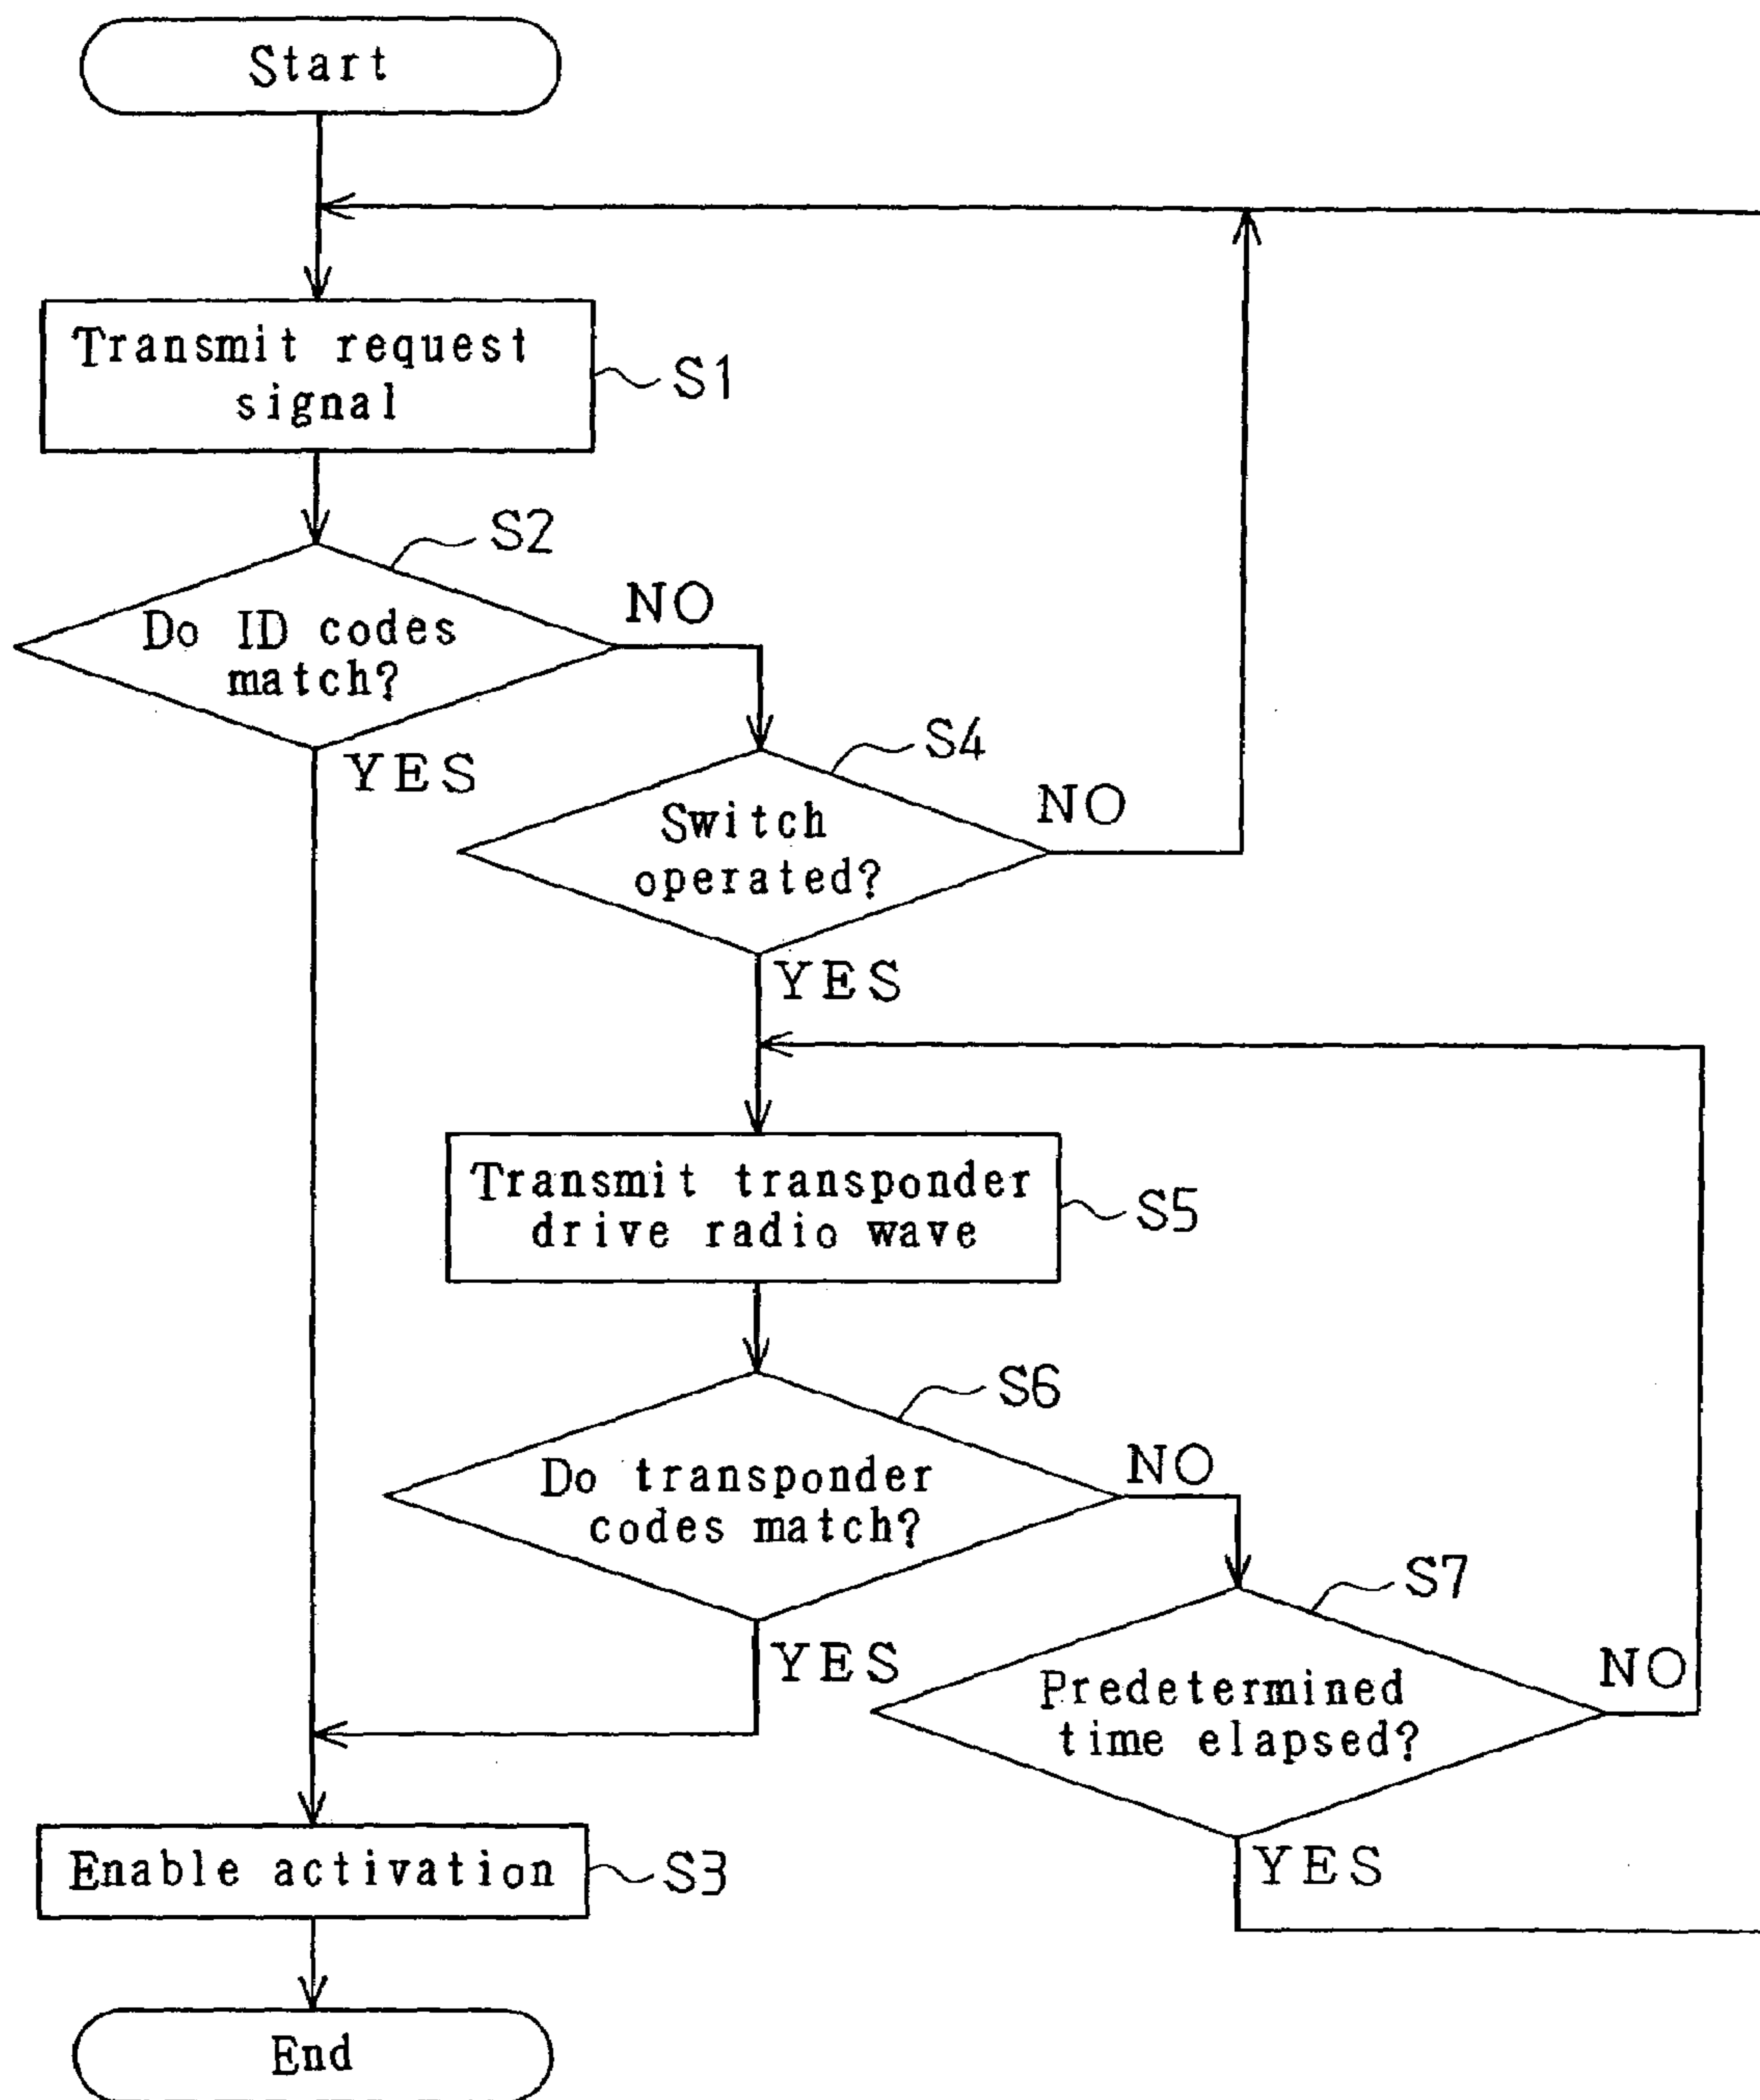 Start
Transmit request
signal
S1
S2
Do ID codes
match?
NO
YES
S4
Switch
operated?
NO
YES
Transmit transponder
drive radio wave
S5
S6
Do transponder
codes match?
NO
YES
S7
Predetermined
time elapsed?
NO
YES
Enable activation
S3
End